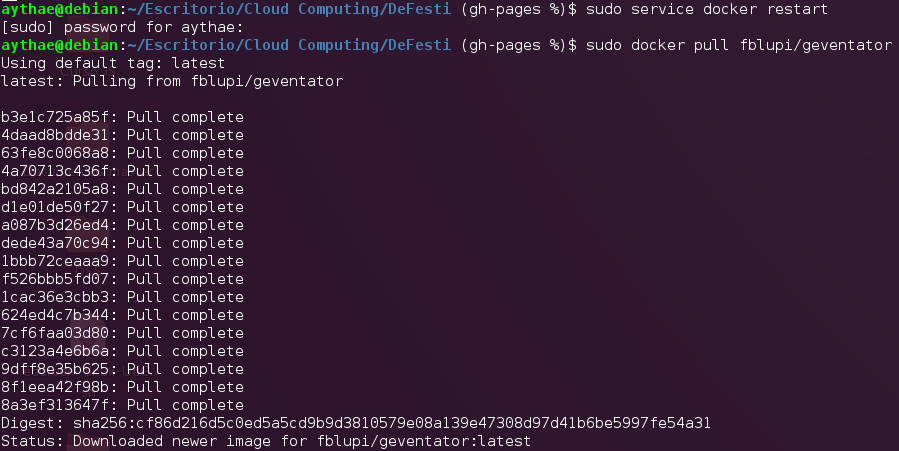 aythae@debian:~/Escritorio/Cloud Computing/DeFesti (gh-pages %)$ sudo service docker restart
[sudo] password for aythae:
aythae@debian:~/Escritorio/Cloud Computing/DeFesti (gh-pages %)$ sudo docker pull fblupi/geventator
Using default tag: latest
latest: Pulling from fblupi/geventator
b3e1c725a85f: Pull complete
4daad8bdde31: Pull complete
63fe8c0068a8: Pull complete
4a70713c436f: Pull complete
bd842a2105a8: Pull complete
d1e01de50f27: Pull complete
a087b3d26ed4: Pull complete
dede43a70c94: Pull complete
1bbb72ceaaa9: Pull complete
f526bbb5fd07: Pull complete
1cac36e3cbb3: Pull complete
624ed4c7b344: Pull complete
7cf6faa03d80: Pull complete
c3123a4e6b6a: Pull complete
9dff8e35b625: Pull complete
8f1eea42f98b: Pull complete
8a3ef313647f: Pull complete
Digest: sha256:cf86d216d5c0ed5a5cd9b9d3810579e08a139e47308d97d41b6be5997fe54a31
Status: Downloaded newer image for fblupi/geventator:latest